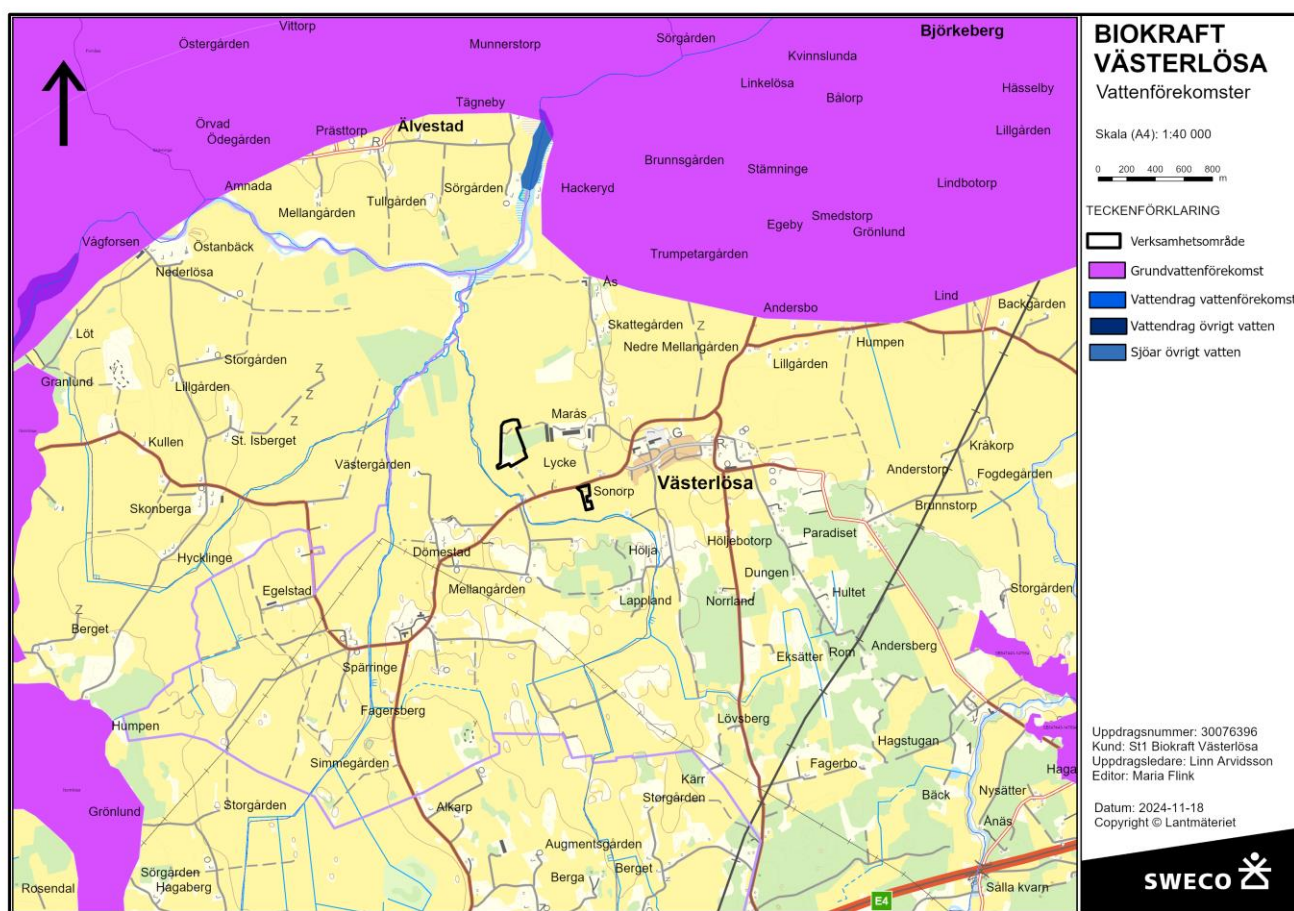 Vittorp
Östergården
Munnerstorp
Sörgården
Björkeberg
Kvinnslunda
Linkelösa
Bålorp
Hässelby
Tägneby
Örvad
Ödegården
Prästtorp
Älvestad
Lillgården
R
Brunnsgården
Stämninge
Amnada
Sörgården
Hackeryd
Lindbotorp
Mellangården
Tullgården
Smedstorp
Egeby
Grönlund
Vågforsen
Östanbäck
Trumpetargården
Nederlösa
Ås
Andersbo
Lind
Backgården
Löt
Skattegården
Z
Storgården
Nedre Mellangården
Humpen
Lillgården
Z
Granlund
Lillgården
Z
Marås
G
R
Kullen
St. Isberget
Z
Västergården
Lycke
Kråkorp
Anderstorp
Fogdegården
Västerlösa
Sonorp
Skonberga
Brunnstorp
Paradiset
Hycklinge
Dömestad
Hölja
Höljebotorp
Dungen
Egelstad
Mellangården
Lappland
Norrland
Hultet
Storgården
Z
Berget
Andersberg
Eksätter
Rom
Spärringe
Fagersberg
Lövsberg
Humpen
Hagstugan
1
Simmegården
Fagerbo
Haga
Kärr
Bäck
Nysätter
Storgården
Grönlund
Storgården
Alkarp
Ånäs
Augmentsgården
Sörgården
Hagaberg
Berga
Berget
Rosendal
Sålla kvarn
E4
BIOKRAFT
VÄSTERLÖSA
Vattenförekomster
Skala (A4): 1:40 000
0 200 400 600 800
m
TECKENFÖRKLARING
Verksamhetsområde
Grundvattenförekomst
Vattendrag vattenförekomst
Vattendrag övrigt vatten
Sjöar övrigt vatten
Uppdragsnummer: 30076396
Kund: St1 Biokraft Västerlösa
Uppdragsledare: Linn Arvidsson
Editor: Maria Flink
Datum: 2024-11-18
Copyright © Lantmäteriet
SWECO